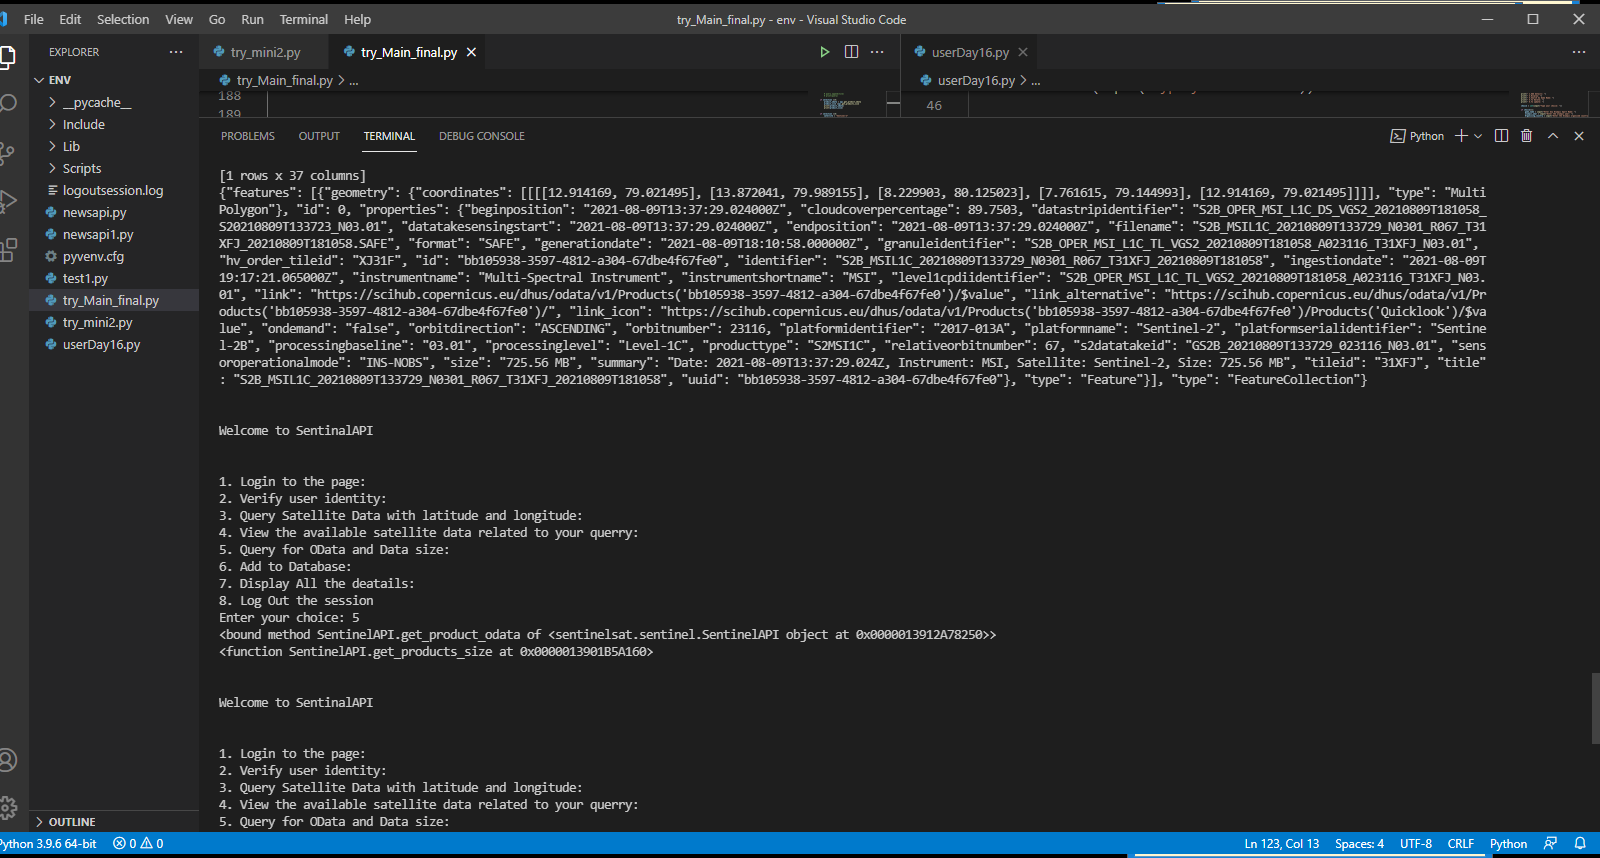 File Edit Selection View Go Run Terminal Help
try_Main_final.py - env - Visual Studio Code
EXPLORER
ENV
__pycache__
Include
Lib
Scripts
logoutsession.log
newsapi.py
newsapi1.py
pyvenv.cfg
test1.py
try_Main_final.py
try_mini2.py
userDay16.py
OUTLINE
try_mini2.py
try_Main_final.py
userDay16.py
try_Main_final.py > ...
userDay16.py > ...
188
189
46
PROBLEMS OUTPUT TERMINAL DEBUG CONSOLE
Python
[1 rows x 37 columns]
{"features": [{"geometry": {"coordinates": [[[[12.914169, 79.021495], [13.872041, 79.989155], [8.229903, 80.125023], [7.761615, 79.144993], [12.914169, 79.021495]]]], "type": "Multi
Polygon"}, "id": 0, "properties": {"beginposition": "2021-08-09T13:37:29.024000Z", "cloudcoverpercentage": 89.7503, "datastripidentifier": "S2B_OPER_MSI_L1C_DS_VGS2_20210809T181058_
S20210809T133723_N03.01", "datatakesensingstart": "2021-08-09T13:37:29.024000Z", "endposition": "2021-08-09T13:37:29.024000Z", "filename": "S2B_MSIL1C_20210809T133729_N0301_R067_T31
XFJ_20210809T181058.SAFE", "format": "SAFE", "generationdate": "2021-08-09T18:10:58.000000Z", "granuleidentifier": "S2B_OPER_MSI_L1C_TL_VGS2_20210809T181058_A023116_T31XFJ_N03.01",
"hv_order_tileid": "XJ31F", "id": "bb105938-3597-4812-a304-67dbe4f67fe0", "identifier": "S2B_MSIL1C_20210809T133729_N0301_R067_T31XFJ_20210809T181058", "ingestiondate": "2021-08-09T
19:17:21.065000Z", "instrumentname": "Multi-Spectral Instrument", "instrumentshortname": "MSI", "level1cpdiidentifier": "S2B_OPER_MSI_L1C_TL_VGS2_20210809T181058_A023116_T31XFJ_N03.
01", "link": "https://scihub.copernicus.eu/dhus/odata/v1/Products('bb105938-3597-4812-a304-67dbe4f67fe0')/$value", "link_alternative": "https://scihub.copernicus.eu/dhus/odata/v1/Pr
oducts('bb105938-3597-4812-a304-67dbe4f67fe0')/", "link_icon": "https://scihub.copernicus.eu/dhus/odata/v1/Products('bb105938-3597-4812-a304-67dbe4f67fe0')/Products('Quicklook')/$va
lue", "ondemand": "false", "orbitdirection": "ASCENDING", "orbitnumber": 23116, "platformidentifier": "2017-013A", "platformname": "Sentinel-2", "platformserialidentifier": "Sentine
l-2B", "processingbaseline": "03.01", "processinglevel": "Level-1C", "producttype": "S2MSI1C", "relativeorbitnumber": 67, "s2datatakeid": "GS2B_20210809T133729_023116_N03.01", "sens
oroperationalmode": "INS-NOBS", "size": "725.56 MB", "summary": "Date: 2021-08-09T13:37:29.024Z, Instrument: MSI, Satellite: Sentinel-2, Size: 725.56 MB", "tileid": "31XFJ", "title"
: "S2B_MSIL1C_20210809T133729_N0301_R067_T31XFJ_20210809T181058", "uuid": "bb105938-3597-4812-a304-67dbe4f67fe0"}, "type": "Feature"}], "type": "FeatureCollection"}
Welcome to SentinalAPI
1. Login to the page:
2. Verify user identity:
3. Query Satellite Data with latitude and longitude:
4. View the available satellite data related to your querry:
5. Query for OData and Data size:
6. Add to Database:
7. Display All the deatails:
8. Log Out the session
Enter your choice: 5
<bound method SentinelAPI.get_product_odata of <sentinelsat.sentinel.SentinelAPI object at 0x0000013912A78250>>
<function SentinelAPI.get_products_size at 0x0000013901B5A160>
Welcome to SentinalAPI
1. Login to the page:
2. Verify user identity:
3. Query Satellite Data with latitude and longitude:
4. View the available satellite data related to your querry:
5. Query for OData and Data size:
Python 3.9.6 64-bit 0 0 Ln 123, Col 13 Spaces: 4 UTF-8 CRLF Python